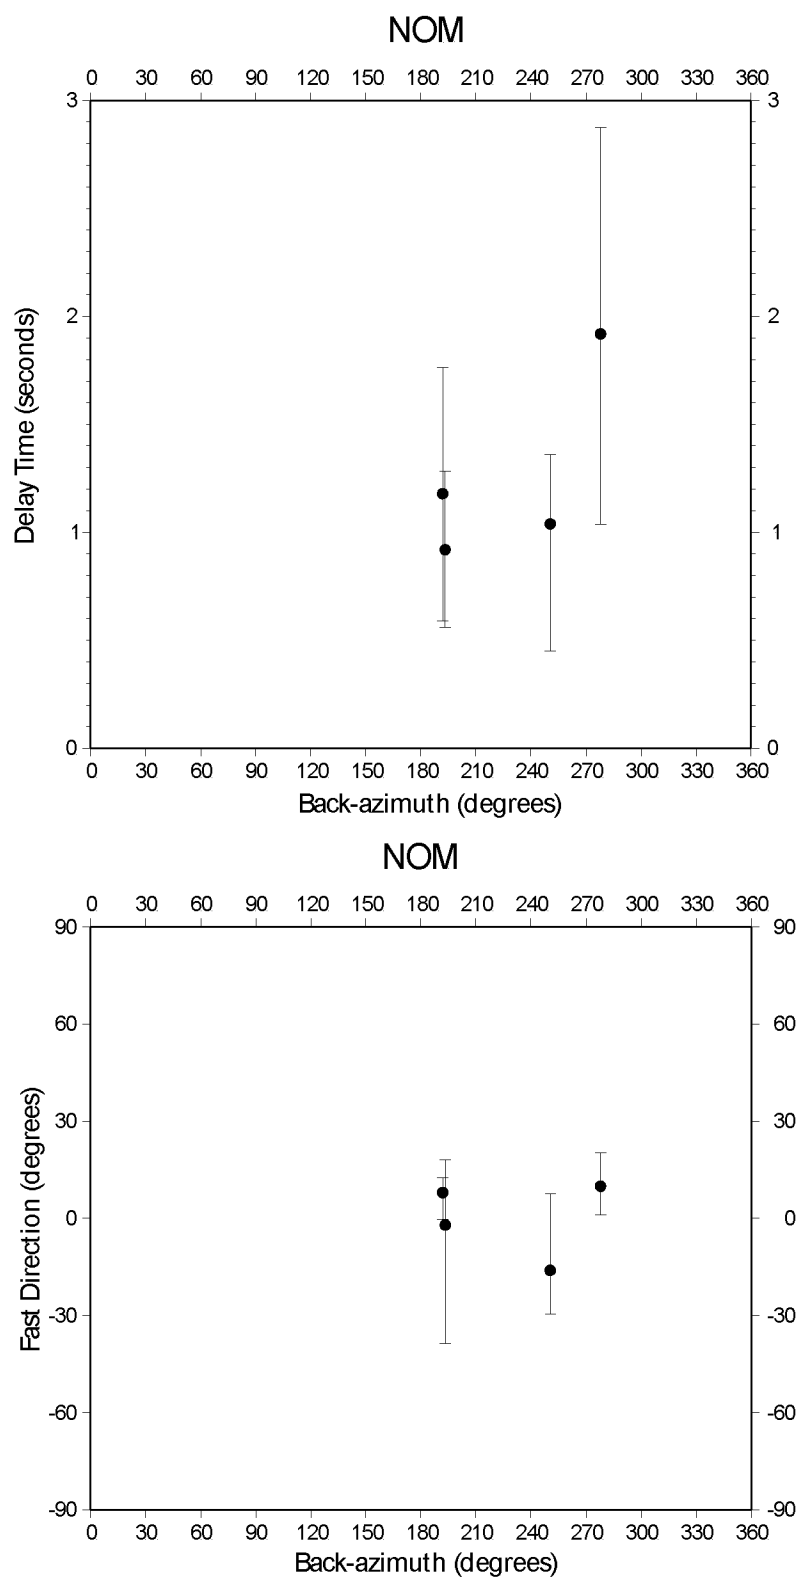 NOM
0 30 60 90 120 150 180 210 240 270 300 330 360
3 3
2 2
Delay Time (seconds)
1 1
0 0
0 30 60 90 120 150 180 210 240 270 300 330 360
Back-azimuth (degrees)
NOM
0 30 60 90 120 150 180 210 240 270 300 330 360
90 90
60 60
30 30
Fast Direction (degrees)
0 0
-30 -30
-60 -60
-90 -90
0 30 60 90 120 150 180 210 240 270 300 330 360
Back-azimuth (degrees)